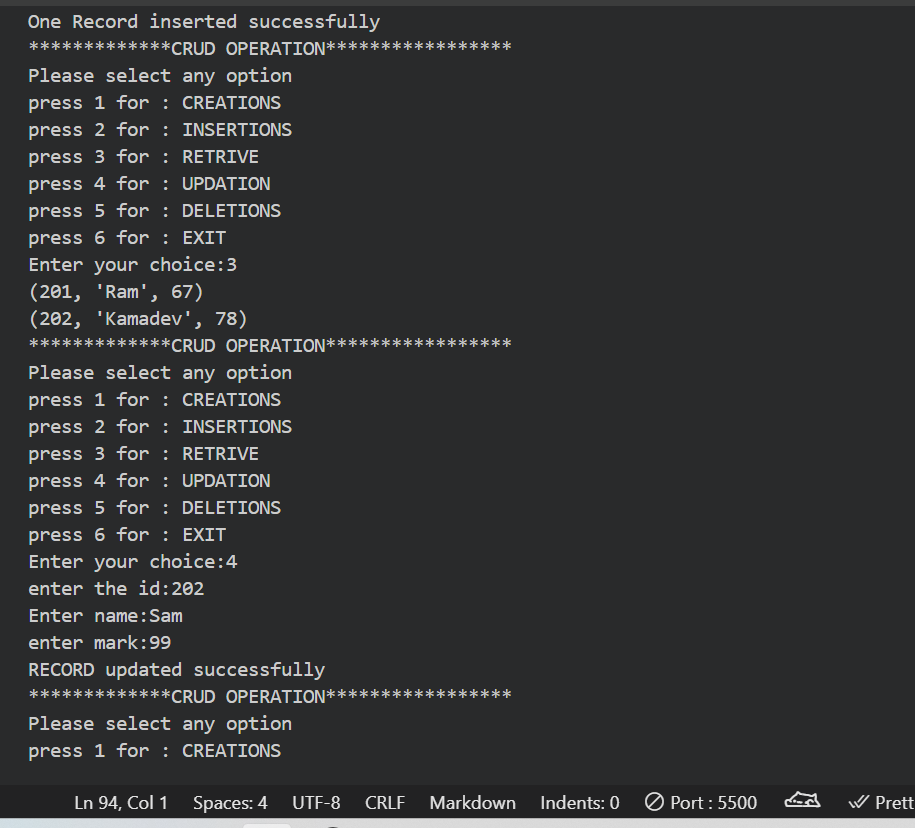 One Record inserted successfully
*************CRUD OPERATION*****************
Please select any option
press 1 for : CREATIONS
press 2 for : INSERTIONS
press 3 for : RETRIVE
press 4 for : UPDATION
press 5 for : DELETIONS
press 6 for : EXIT
Enter your choice:3
(201, 'Ram', 67)
(202, 'Kamadev', 78)
*************CRUD OPERATION*****************
Please select any option
press 1 for : CREATIONS
press 2 for : INSERTIONS
press 3 for : RETRIVE
press 4 for : UPDATION
press 5 for : DELETIONS
press 6 for : EXIT
Enter your choice:4
enter the id:202
Enter name:Sam
enter mark:99
RECORD updated successfully
*************CRUD OPERATION*****************
Please select any option
press 1 for : CREATIONS
Ln 94, Col 1 Spaces: 4 UTF-8 CRLF Markdown Indents: 0 Port : 5500 Prett